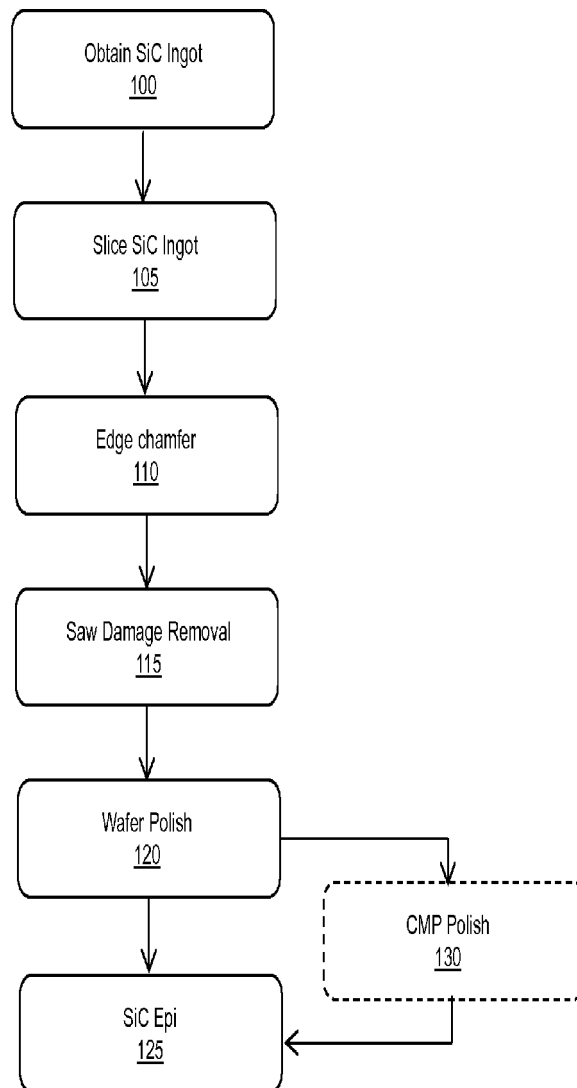 Obtain SiC Ingot
100
Slice SiC Ingot
105
Edge chamfer
110
Saw Damage Removal
115
Wafer Polish
120
CMP Polish
130
SiC Epi
125